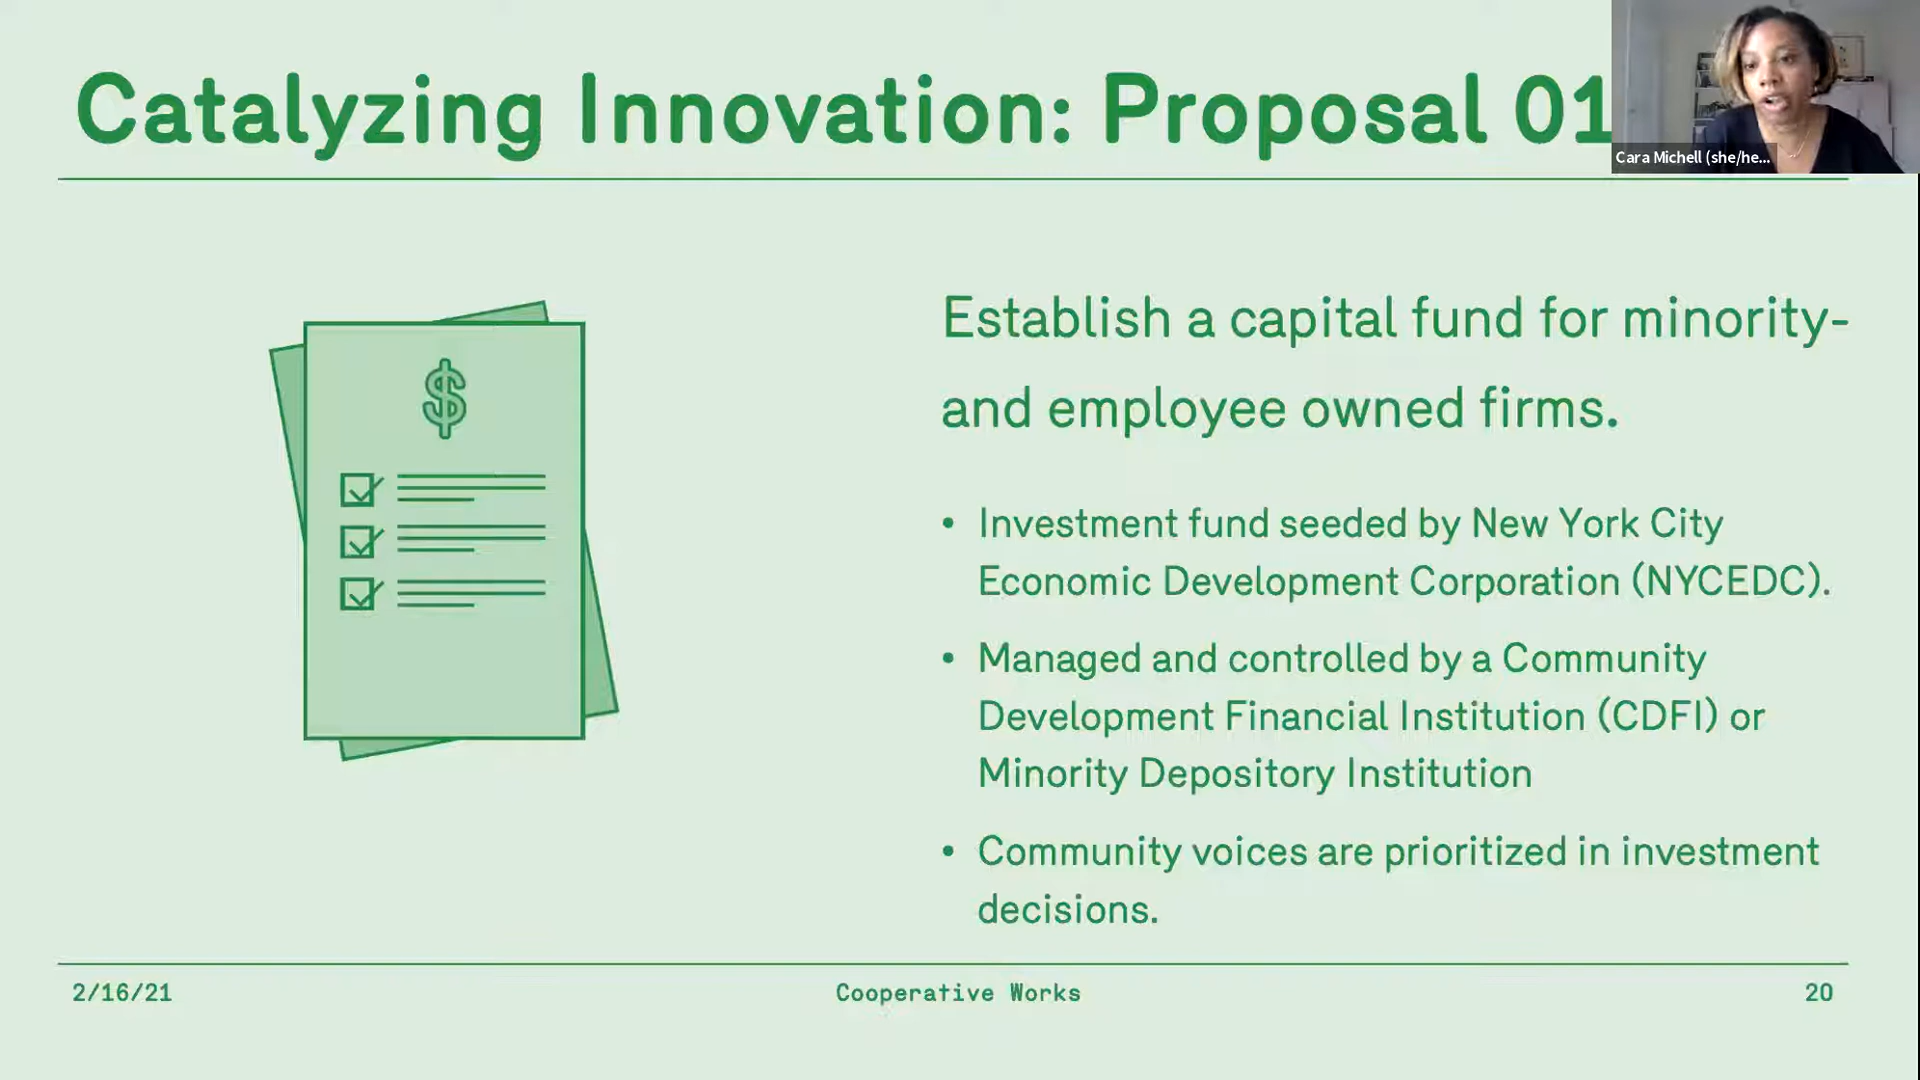 Catalyzing Innovation: Proposal 01
Cara Michell (she/he...
Establish a capital fund for minority-
and employee owned firms.
• Investment fund seeded by New York City
Economic Development Corporation (NYCEDC).
• Managed and controlled by a Community
Development Financial Institution (CDFI) or
Minority Depository Institution
• Community voices are prioritized in investment
decisions.
$
2/16/21
Cooperative Works
20